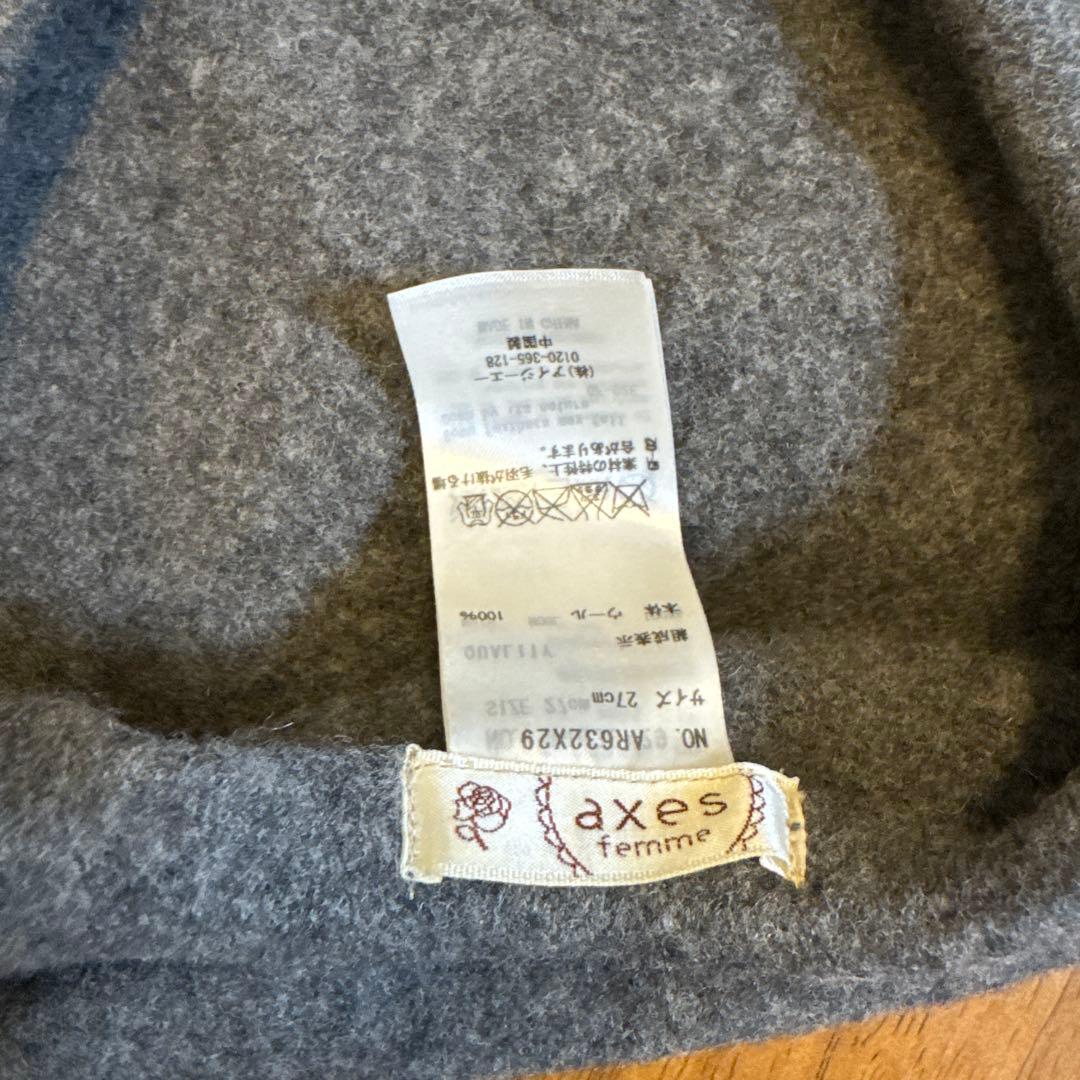 axes
femme
NO. AR632X29
サイズ 27cm
組成表示
本体 ウール 100%
素材の特性上、毛羽が抜ける場
合があります。
(株)アイジーエー
0120-365-128
中国製
MADE IN CHINA
SIZE 27cm
QUALITY